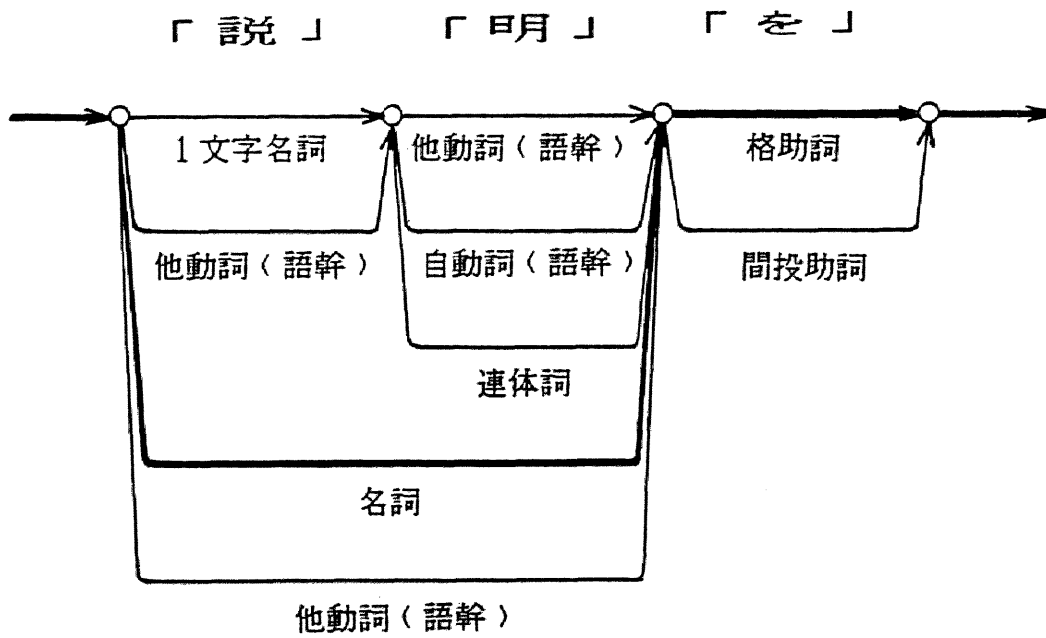 「説」 「明」 「を」
1文字名詞 他動詞(語幹) 格助詞
他動詞(語幹) 自動詞(語幹) 間投助詞
連体詞
名詞
他動詞(語幹)